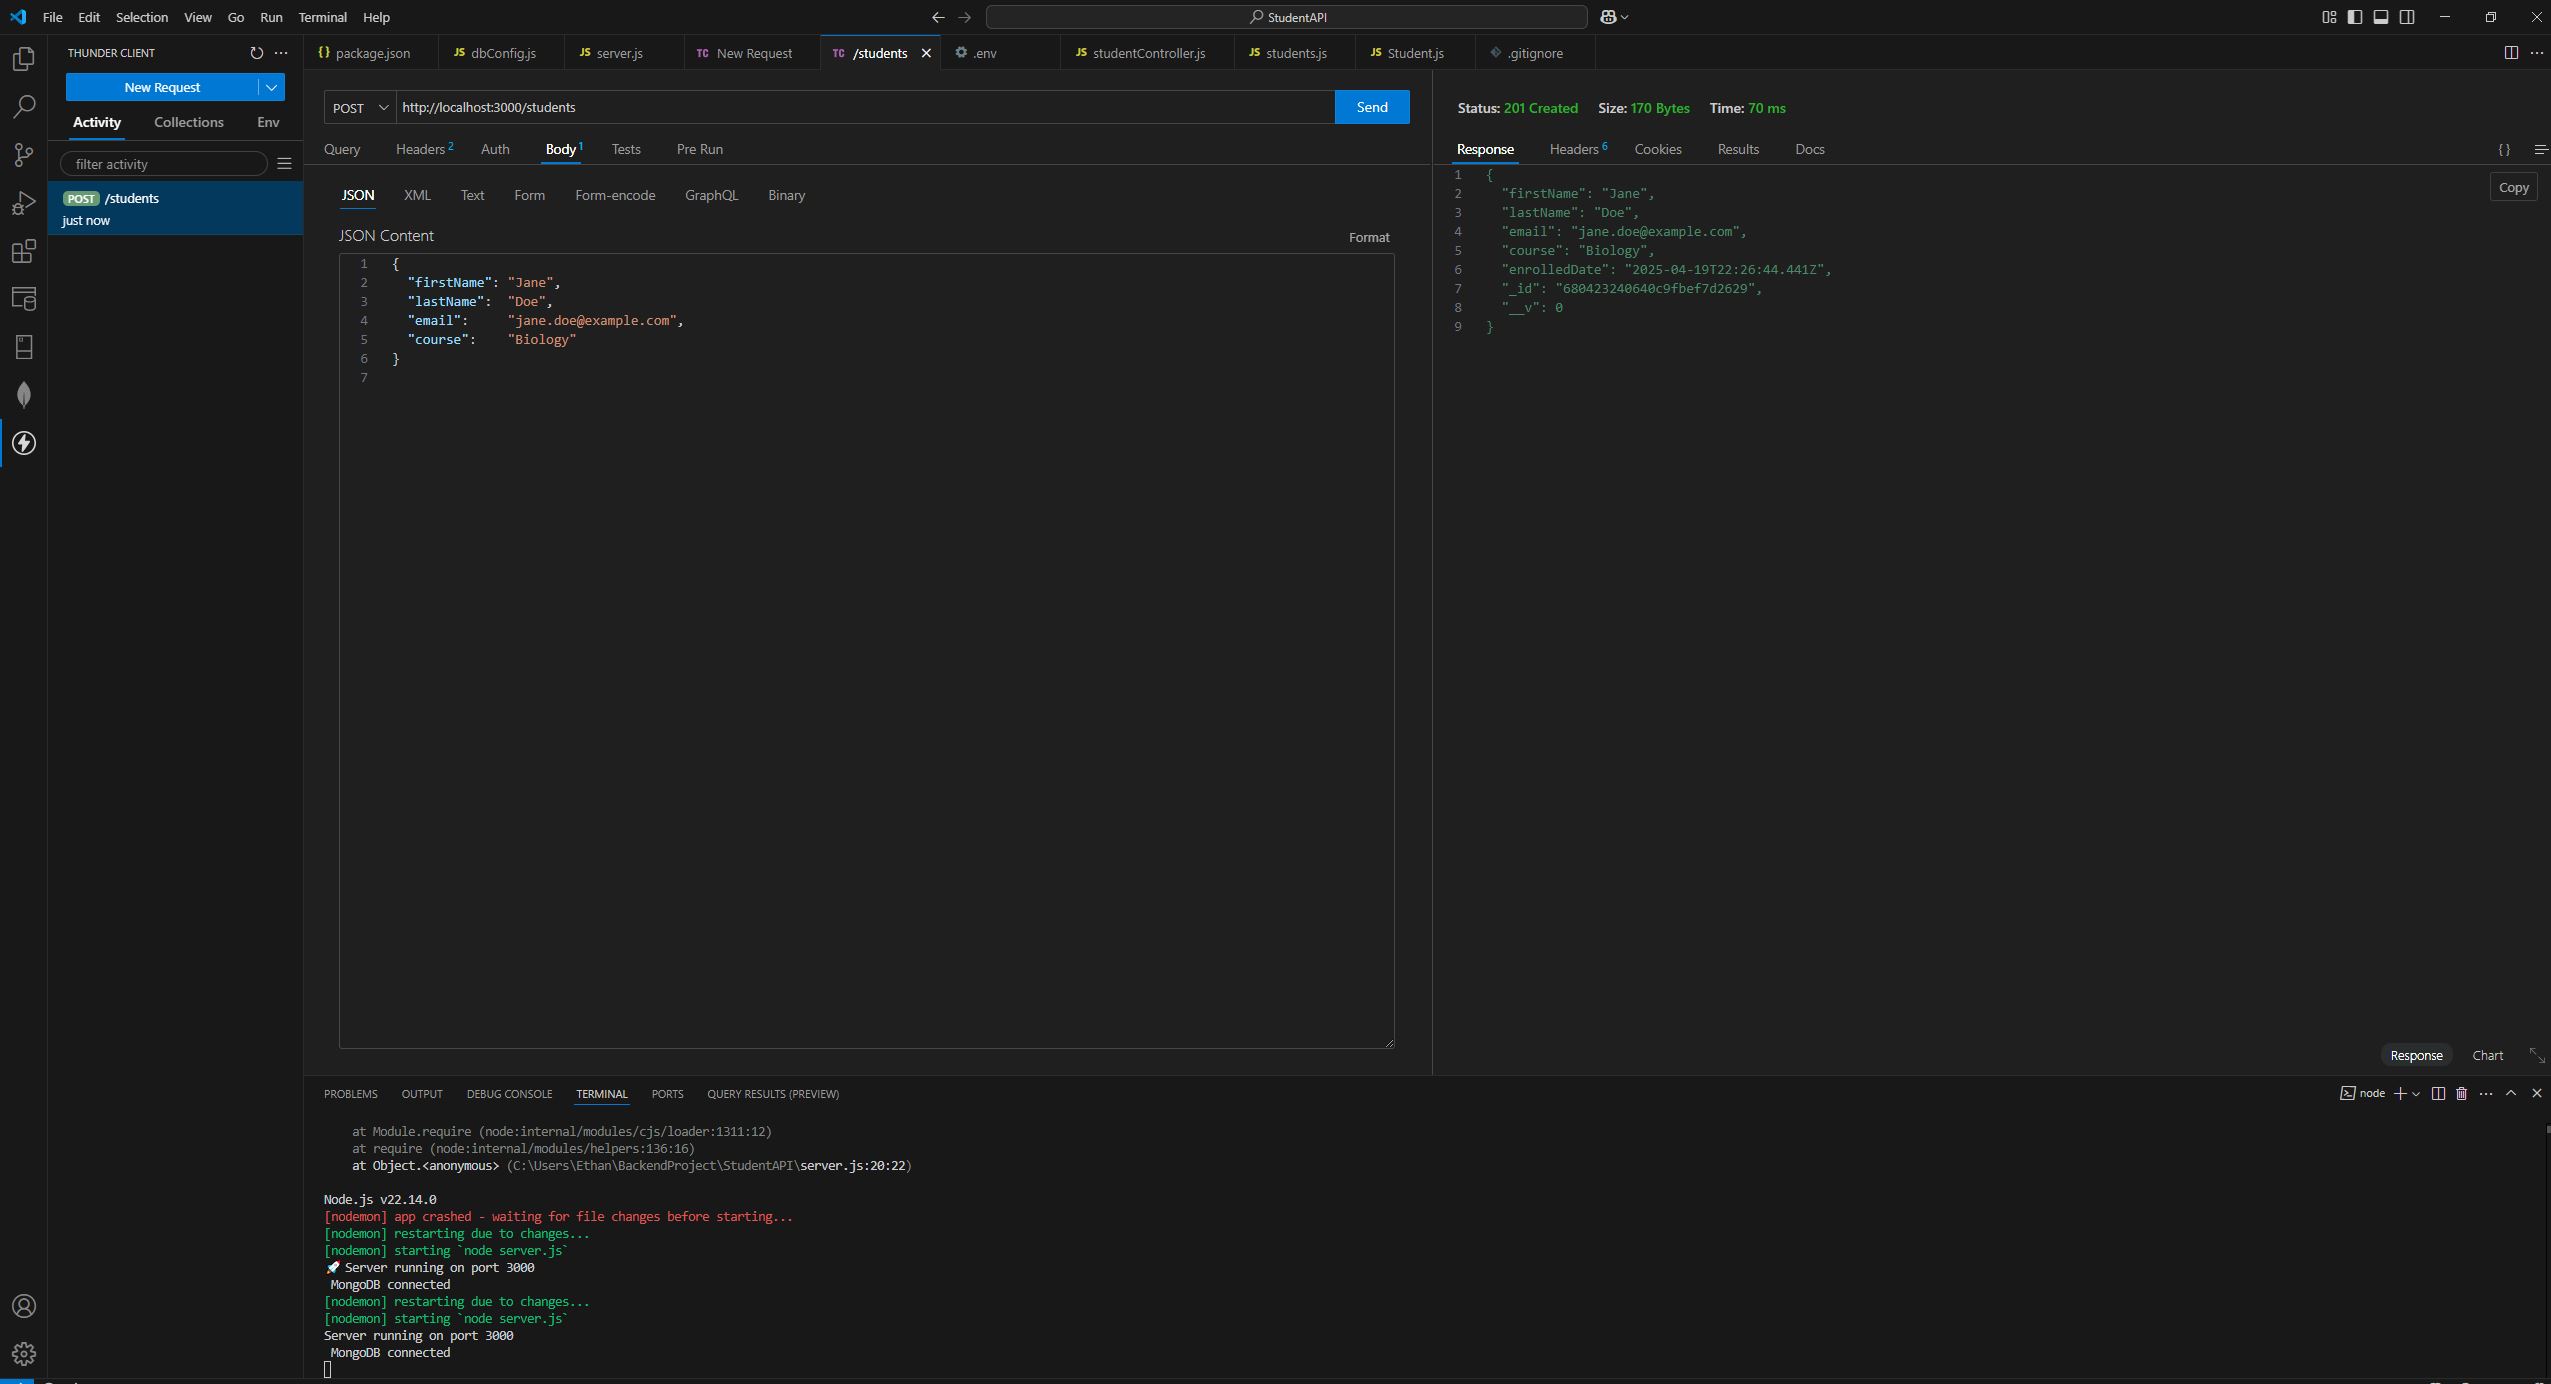 File Edit Selection View Go Run Terminal Help
StudentAPI
THUNDER CLIENT
New Request
Activity Collections Env
filter activity
POST /students
just now
{} package.json JS dbConfig.js JS server.js TC New Request TC /students .env JS studentController.js JS students.js JS Student.js .gitignore
POST http://localhost:3000/students Send
Query Headers 2 Auth Body 1 Tests Pre Run
JSON XML Text Form Form-encode GraphQL Binary
JSON Content Format
1 {
2 "firstName": "Jane",
3 "lastName": "Doe",
4 "email": "jane.doe@example.com",
5 "course": "Biology"
6 }
7
Status: 201 Created Size: 170 Bytes Time: 70 ms
Response Headers 6 Cookies Results Docs {}
Copy
1 {
2 "firstName": "Jane",
3 "lastName": "Doe",
4 "email": "jane.doe@example.com",
5 "course": "Biology",
6 "enrolledDate": "2025-04-19T22:26:44.441Z",
7 "_id": "680423240640c9fbef7d2629",
8 "__v": 0
9 }
Response Chart
PROBLEMS OUTPUT DEBUG CONSOLE TERMINAL PORTS QUERY RESULTS (PREVIEW) node
at Module.require (node:internal/modules/cjs/loader:1311:12)
at require (node:internal/modules/helpers:136:16)
at Object.<anonymous> (C:\Users\Ethan\BackendProject\StudentAPI\server.js:20:22)
Node.js v22.14.0
[nodemon] app crashed - waiting for file changes before starting...
[nodemon] restarting due to changes...
[nodemon] starting `node server.js`
🚀 Server running on port 3000
MongoDB connected
[nodemon] restarting due to changes...
[nodemon] starting `node server.js`
Server running on port 3000
MongoDB connected